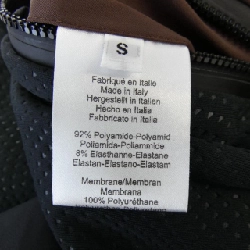 S
Fabriqué en Italie
Made in Italy
Hergestellt in Italien
Hecho en Italia
Fabbricato in Italia
92% Polyamide-Polyamid
Poliamida-Poliammide
8% Elasthanne-Elastane
Elastan-Elastano-Elastam
Membrane/Membran
Membrana
100% Polyuréthane